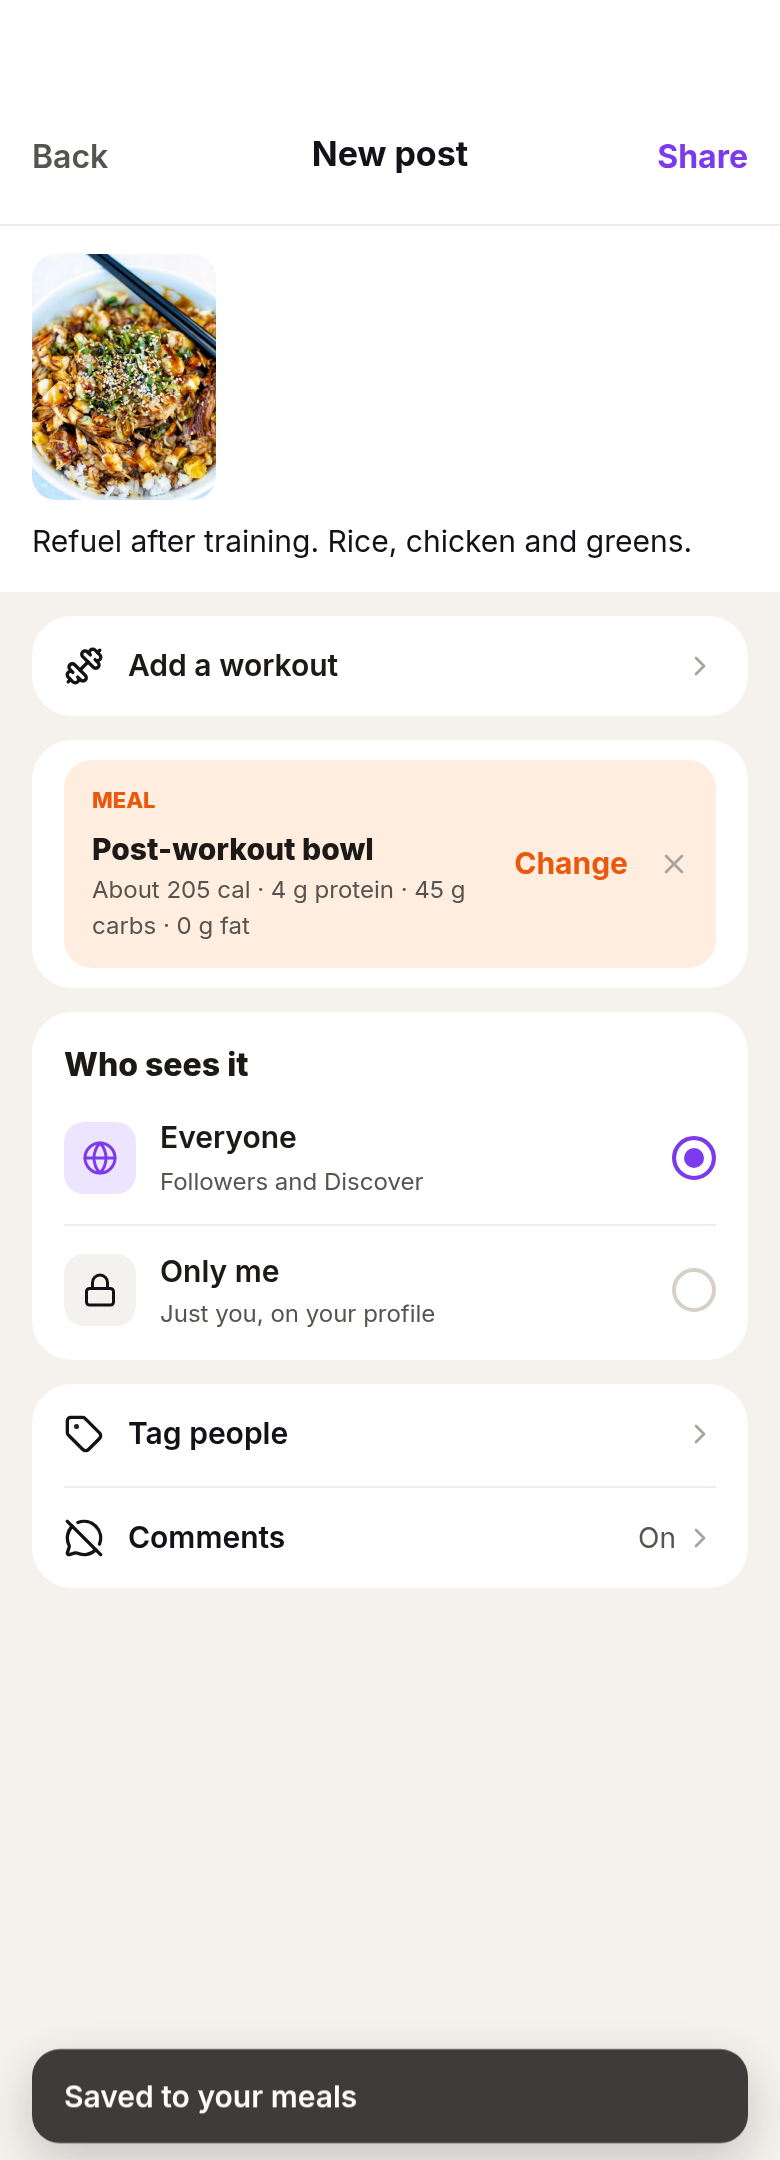 Back
New post
Share
Refuel after training. Rice, chicken and greens.
Add a workout
MEAL
Post-workout bowl
About 205 cal · 4 g protein · 45 g
carbs · 0 g fat
Change
Who sees it
Everyone
Followers and Discover
Only me
Just you, on your profile
Tag people
Comments
On
Saved to your meals